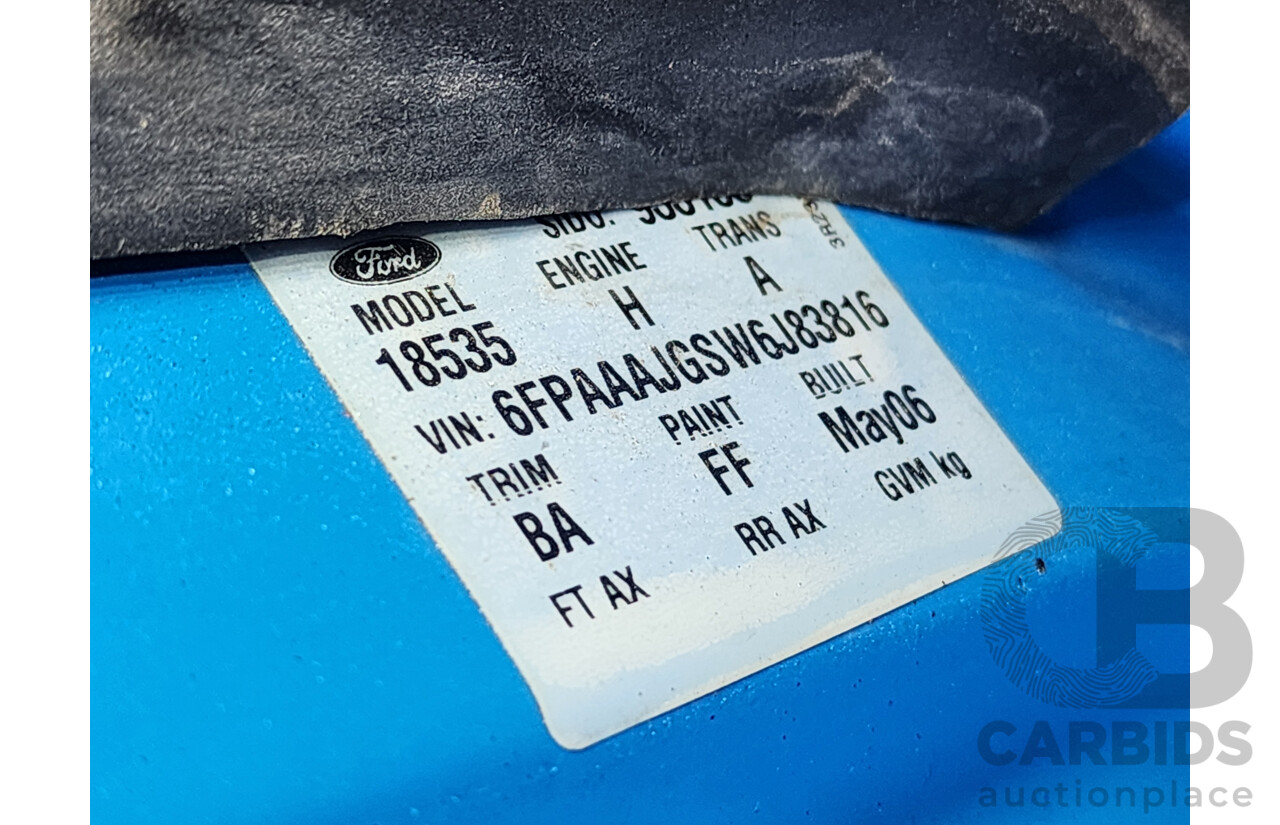 Ford
ENGINE TRANS
MODEL H A
18535
VIN: 6FPAAAJGSW6J83816
TRIM PAINT BUILT
BA FF May06
FT AX RR AX GVM kg
CB
CARBIDS
auctionplace